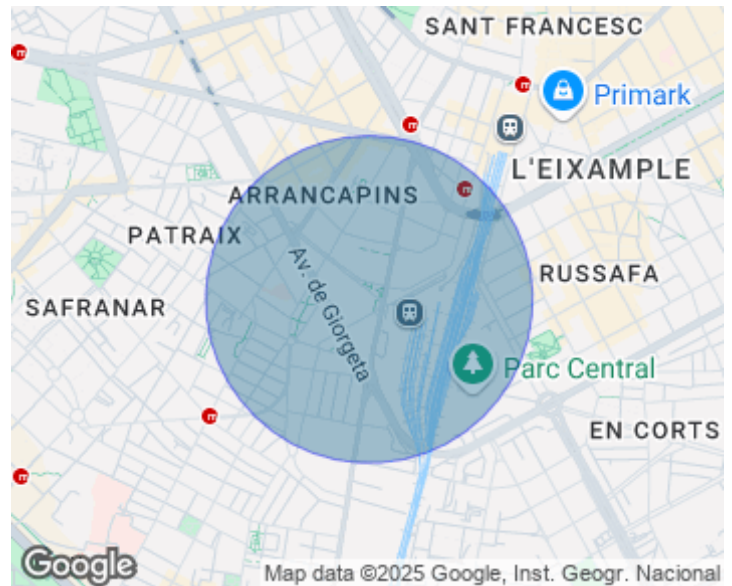 SANT FRANCESC
Primark
L'EIXAMPLE
ARRANCAPINS
PATRAIX
RUSSAFA
SAFRANAR
Av. de Giorgeta
Parc Central
EN CORTS
Google
Map data ©2025 Google, Inst. Geogr. Nacional